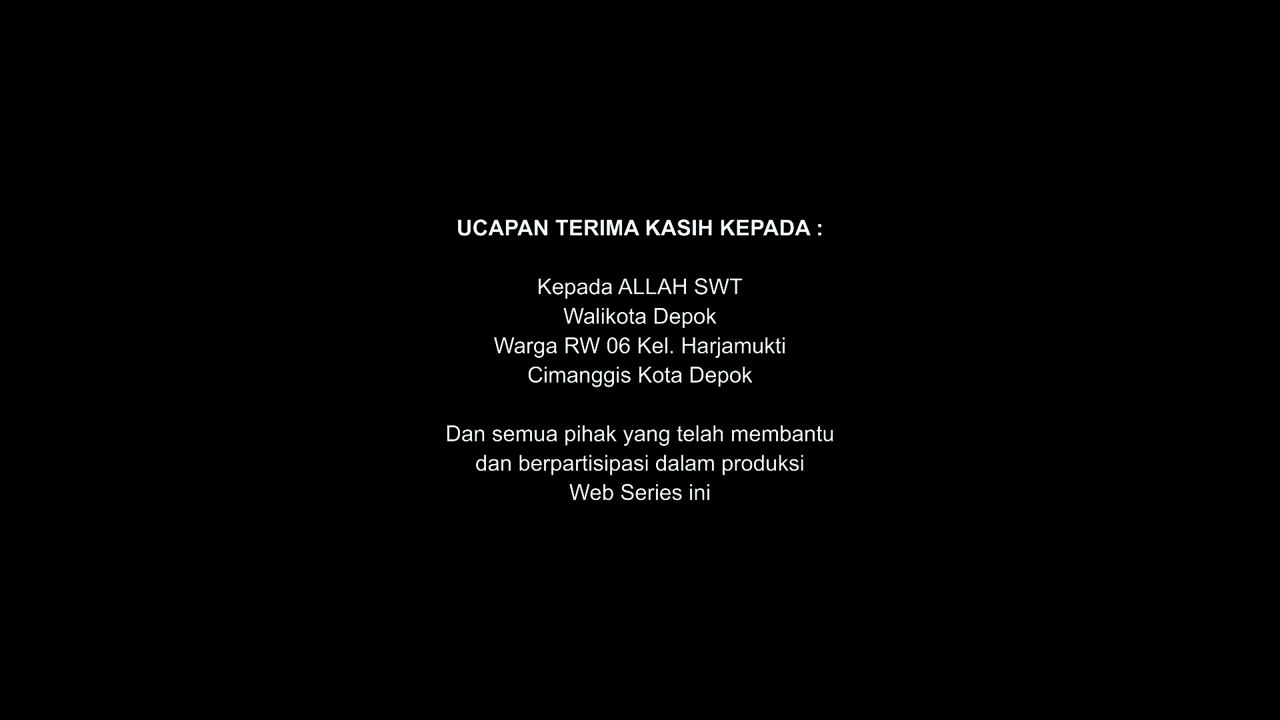 UCAPAN TERIMA KASIH KEPADA :
Kepada ALLAH SWT
Walikota Depok
Warga RW 06 Kel. Harjamukti
Cimanggis Kota Depok
Dan semua pihak yang telah membantu
dan berpartisipasi dalam produksi
Web Series ini